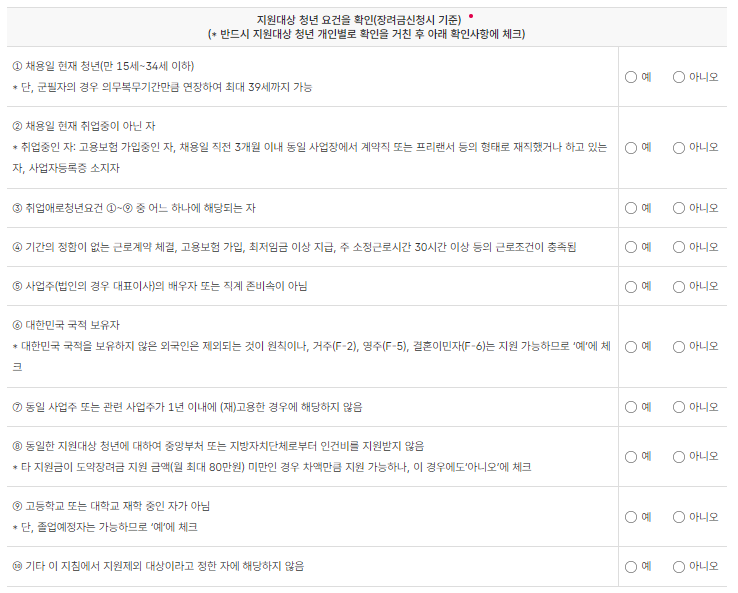 지원대상 청년 요건을 확인(장려금신청시 기준)
(* 반드시 지원대상 청년 개인별로 확인을 거친 후 아래 확인사항에 체크)
① 채용일 현재 청년(만 15세~34세 이하)
* 단, 군필자의 경우 의무복무기간만큼 연장하여 최대 39세까지 가능
예 아니오
② 채용일 현재 취업중이 아닌 자
* 취업중인 자: 고용보험 가입중인 자, 채용일 직전 3개월 이내 동일 사업장에서 계약직 또는 프리랜서 등의 형태로 재직했거나 하고 있는
자, 사업자등록증 소지자
예 아니오
③ 취업애로청년요건 ①~⑨ 중 어느 하나에 해당되는 자
예 아니오
④ 기간의 정함이 없는 근로계약 체결, 고용보험 가입, 최저임금 이상 지급, 주 소정근로시간 30시간 이상 등의 근로조건이 충족됨
예 아니오
⑤ 사업주(법인의 경우 대표이사)의 배우자 또는 직계 존비속이 아님
예 아니오
⑥ 대한민국 국적 보유자
* 대한민국 국적을 보유하지 않은 외국인은 제외되는 것이 원칙이나, 거주(F-2), 영주(F-5), 결혼이민자(F-6)는 지원 가능하므로 ‘예’에 체
크
예 아니오
⑦ 동일 사업주 또는 관련 사업주가 1년 이내에 (재)고용한 경우에 해당하지 않음
예 아니오
⑧ 동일한 지원대상 청년에 대하여 중앙부처 또는 지방자치단체로부터 인건비를 지원받지 않음
* 타 지원금이 도약장려금 지원 금액(월 최대 80만원) 미만인 경우 차액만큼 지원 가능하나, 이 경우에도‘아니오’에 체크
예 아니오
⑨ 고등학교 또는 대학교 재학 중인 자가 아님
* 단, 졸업예정자는 가능하므로 ‘예’에 체크
예 아니오
⑩ 기타 이 지침에서 지원제외 대상이라고 정한 자에 해당하지 않음
예 아니오